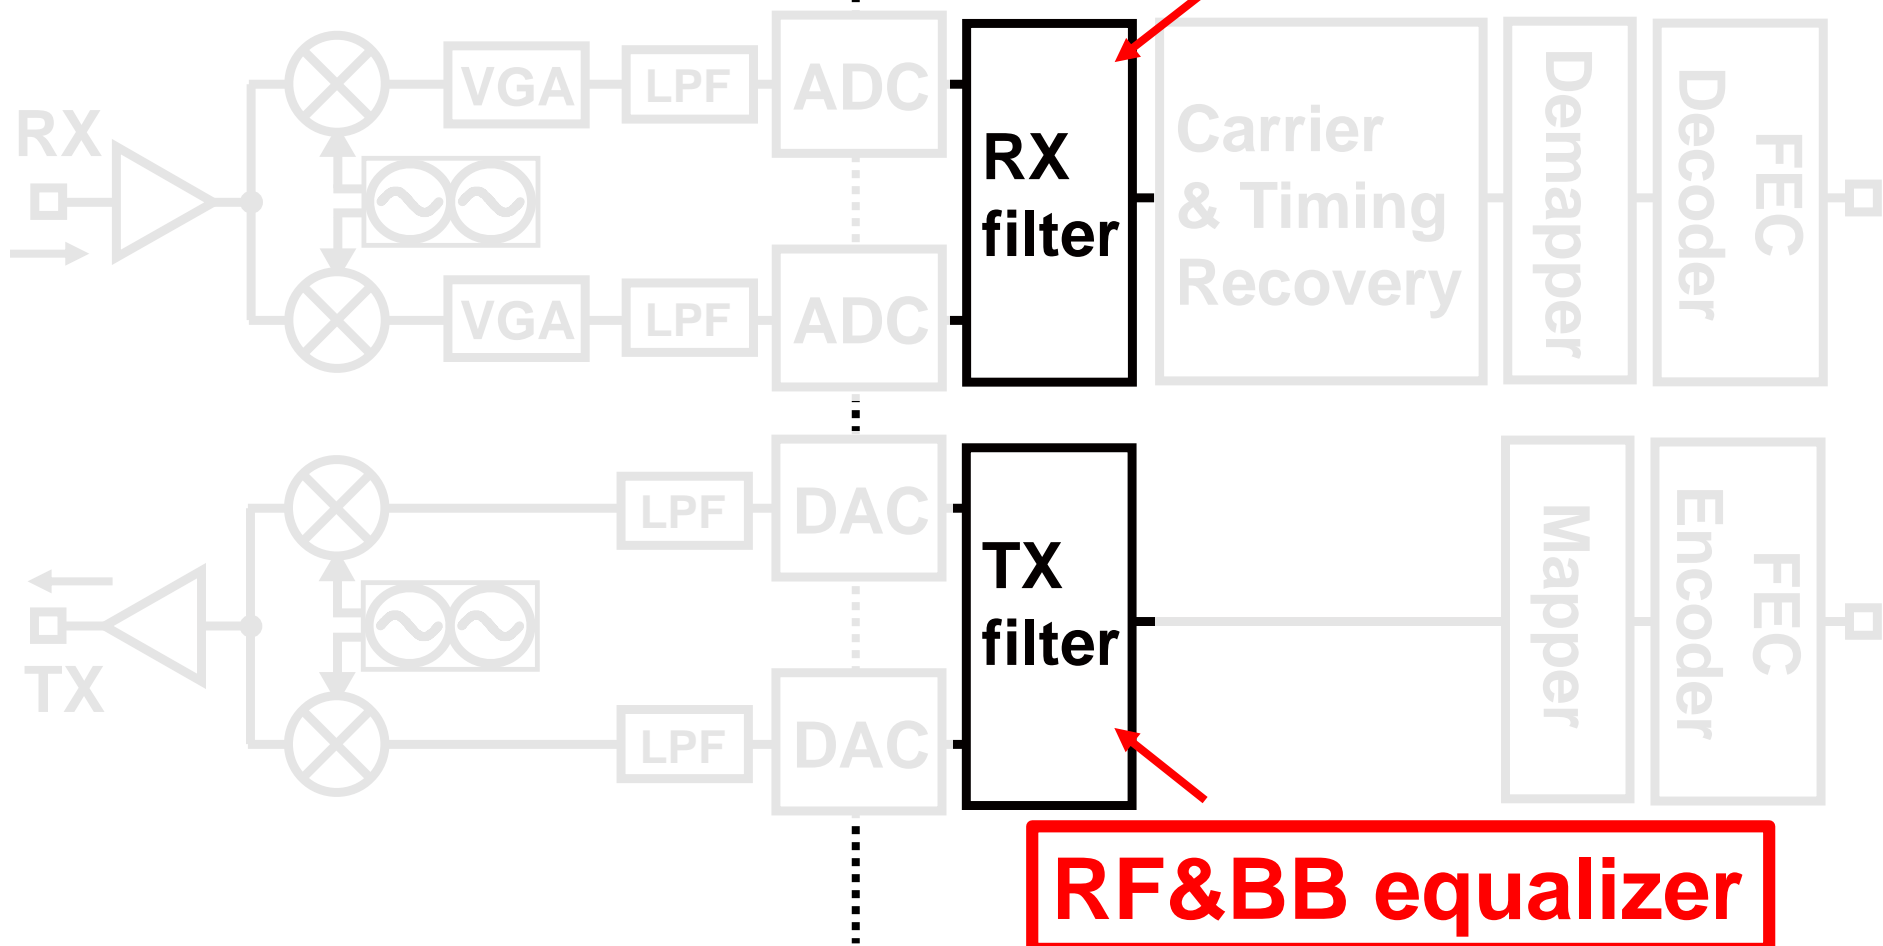 RX
VGA
LPF
ADC
RX
filter
Carrier
& Timing
Recovery
Demapper
FEC
Decoder
VGA
LPF
ADC
TX
LPF
DAC
TX
filter
Mapper
FEC
Encoder
LPF
DAC
RF&BB equalizer